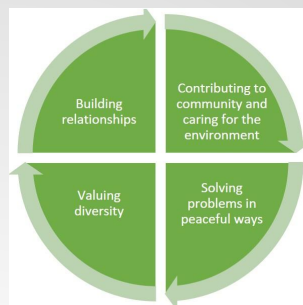 Building
relationships
Contributing to
community and
caring for the
environment
Valuing
diversity
Solving
problems in
peaceful ways